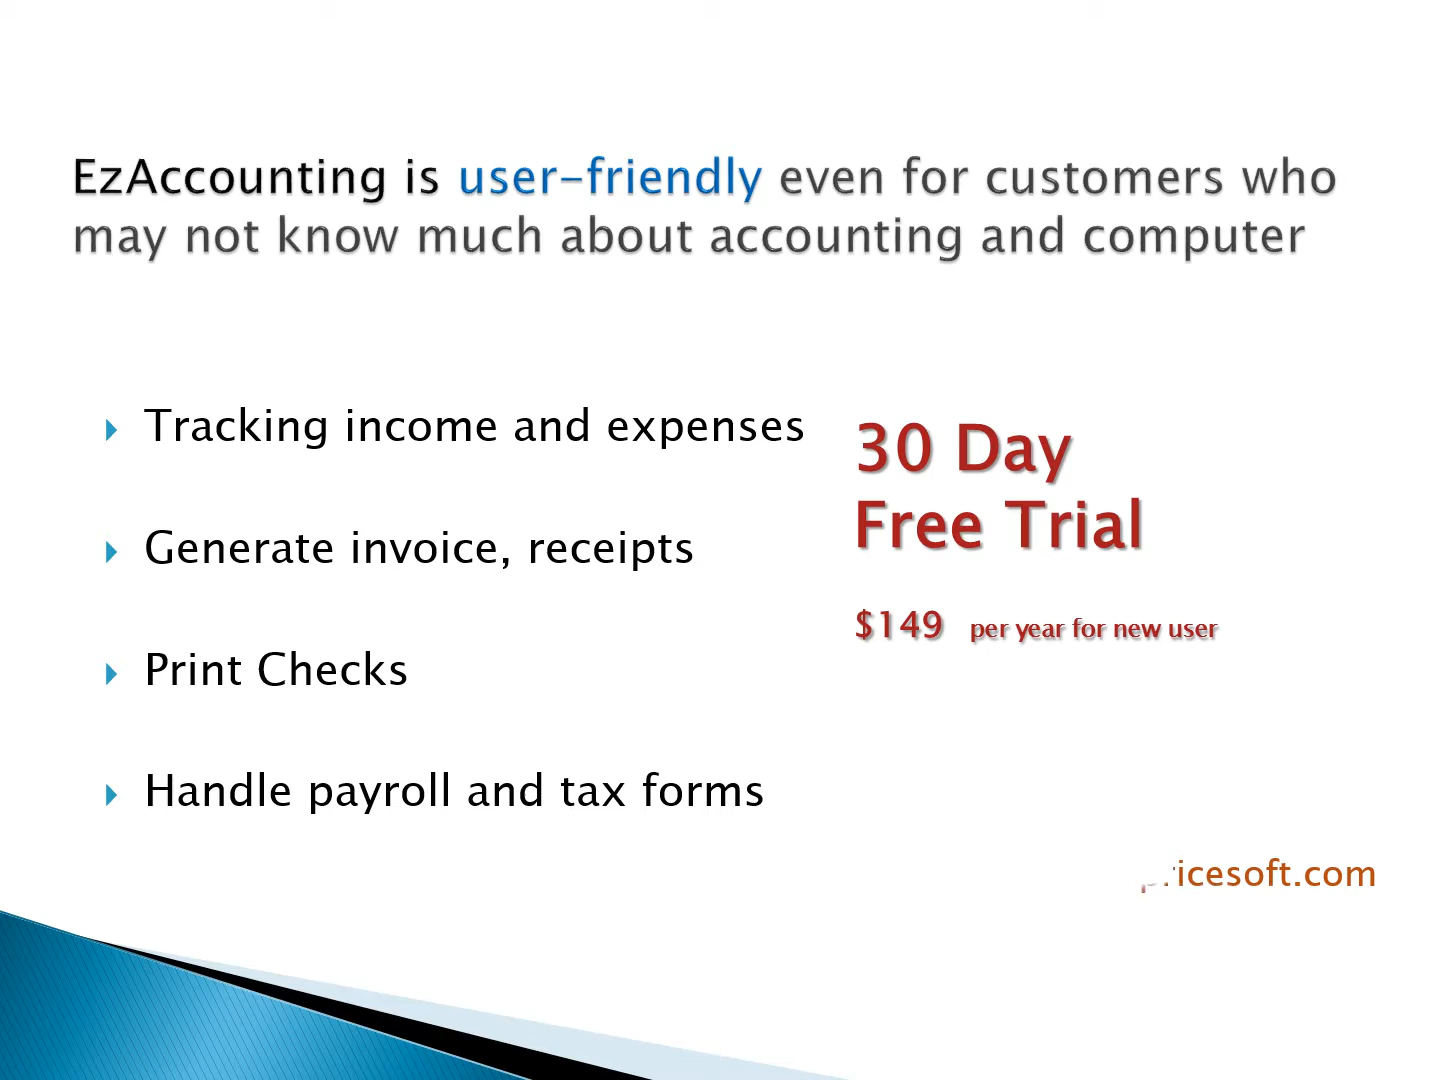 EzAccounting is user-friendly even for customers who
may not know much about accounting and computer
Tracking income and expenses
Generate invoice, receipts
Print Checks
Handle payroll and tax forms
30 Day
Free Trial
$149 per year for new user